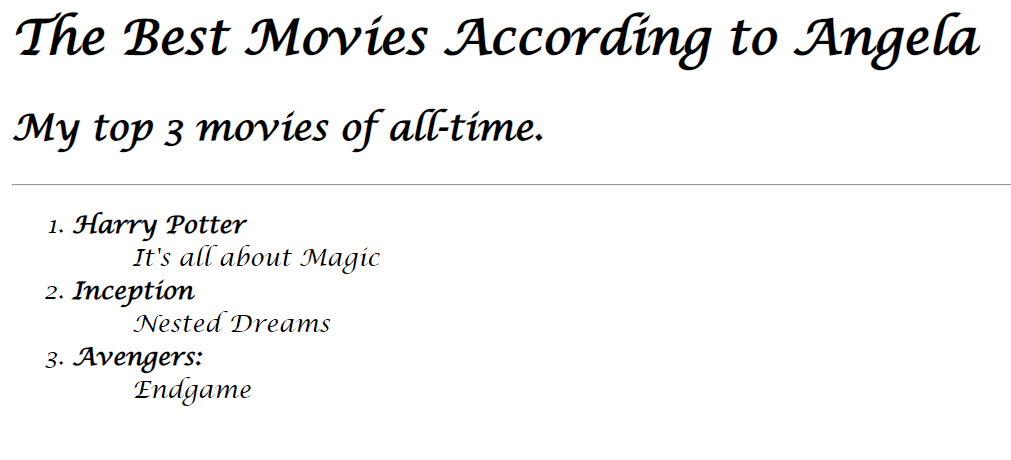 The Best Movies According to Angela
My top 3 movies of all-time.
1. Harry Potter
It's all about Magic
2. Inception
Nested Dreams
3. Avengers:
Endgame